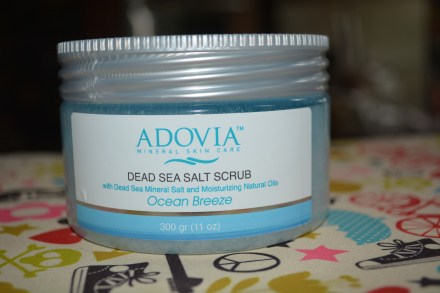 ADOVIA™
MINERAL SKIN CARE
DEAD SEA SALT SCRUB
with Dead Sea Mineral Salt and Moisturizing Natural Oils
Ocean Breeze
300 gr (11 oz)